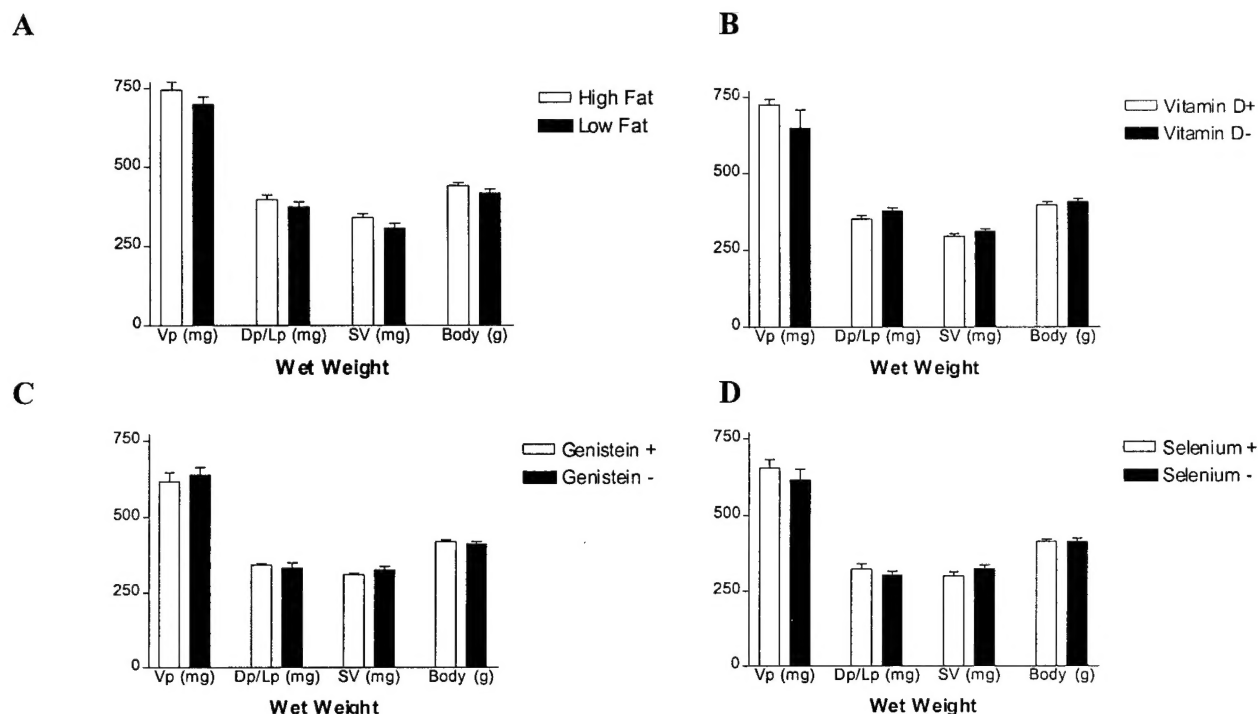 A
750
500
250
0
High Fat
Low Fat
Vp (mg) Dp/Lp (mg) SV (mg) Body (g)
Wet Weight
B
750
500
250
0
Vitamin D+
Vitamin D-
Vp (mg) Dp/Lp (mg) SV (mg) Body (g)
Wet Weight
C
750
500
250
0
Genistein +
Genistein -
Vp (mg) Dp/Lp (mg) SV (mg) Body (g)
Wet Weight
D
750
500
250
0
Selenium +
Selenium -
Vp (mg) Dp/Lp (mg) SV (mg) Body (g)
Wet Weight